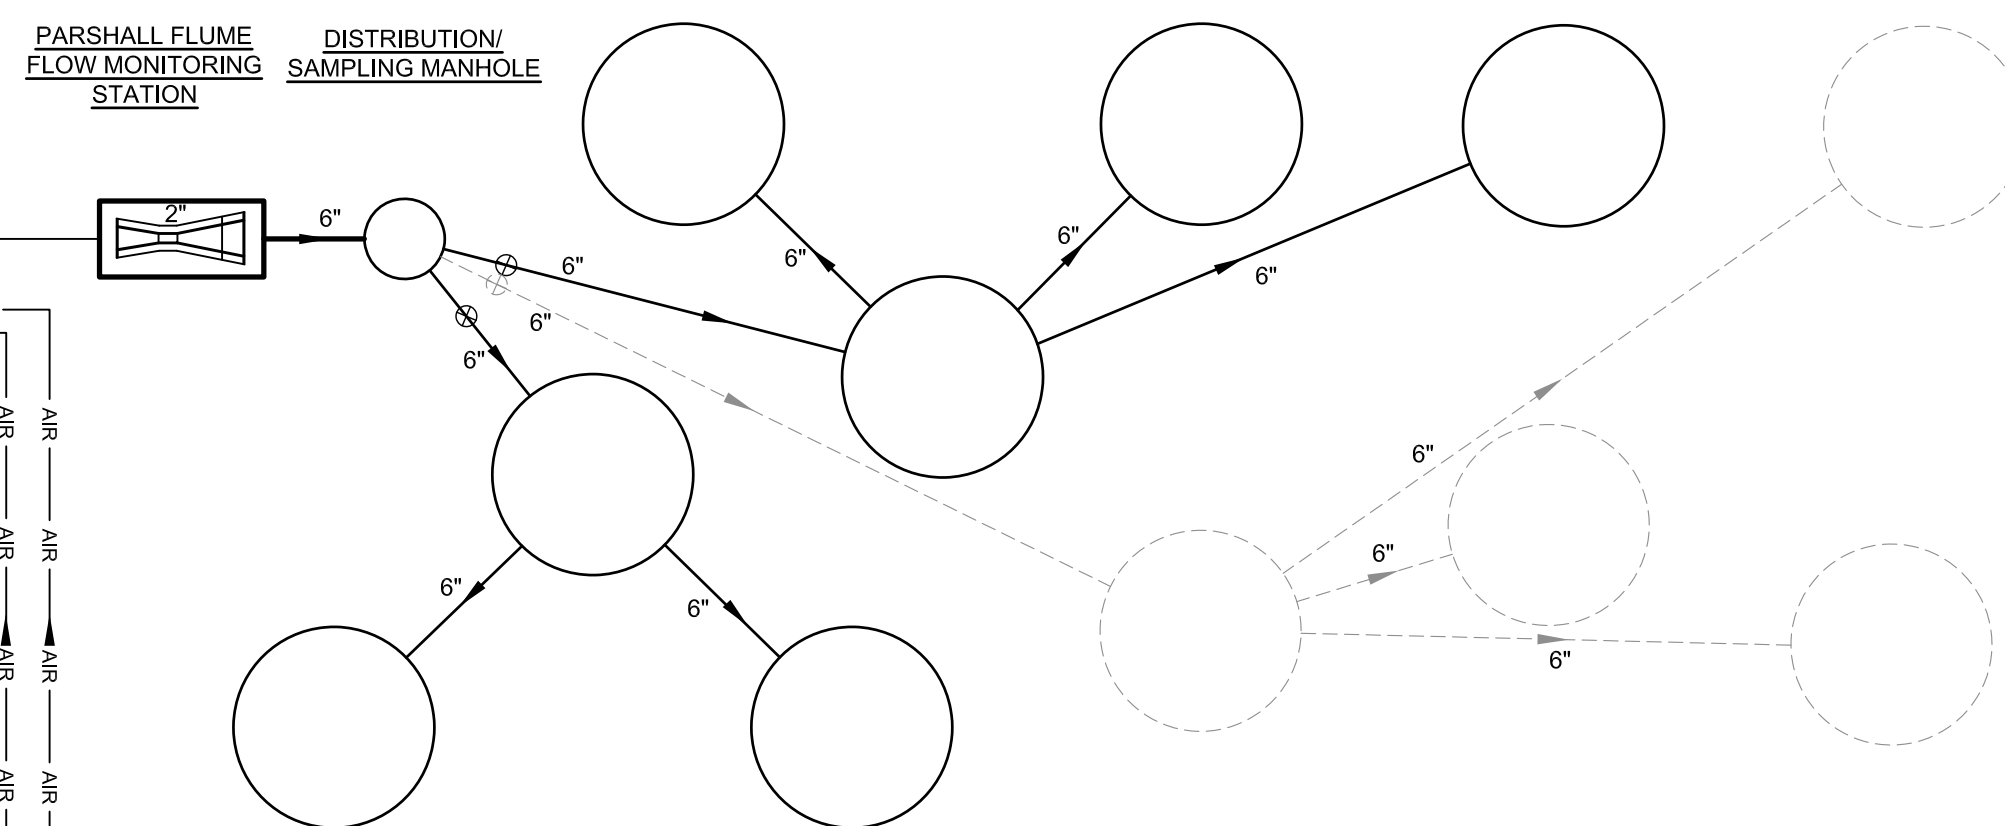 PARSHALL FLUME
FLOW MONITORING
STATION
DISTRIBUTION/
SAMPLING MANHOLE
2"
6"
6"
6"
6"
6"
6"
6"
6"
6"
6"
6"
6"
AIR
AIR
AIR
AIR
AIR
AIR
AIR
AIR